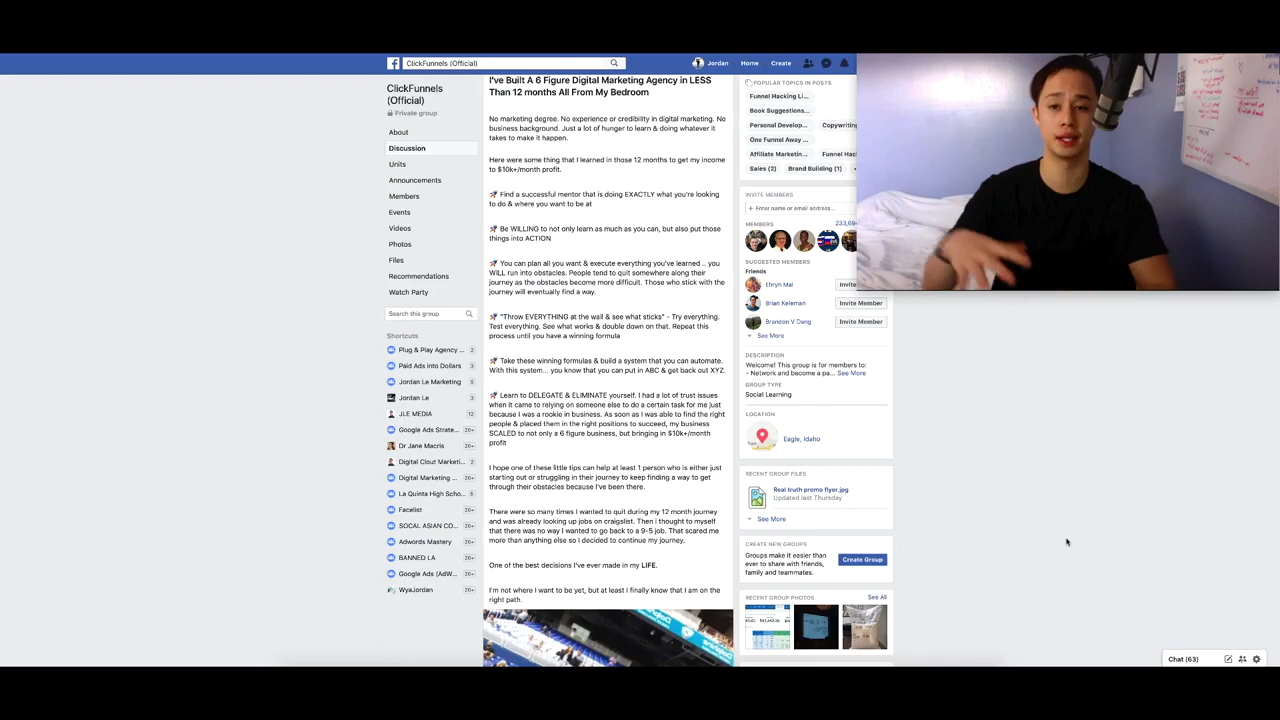 ClickFunnels (Official)
Jordan
Home
Create
ClickFunnels
(Official)
Private group
About
Discussion
Units
Announcements
Members
Events
Videos
Photos
Files
Recommendations
Watch Party
Search this group
Shortcuts
Plug & Play Agency ... 2
Paid Ads into Dollars 3
Jordan Le Marketing 6
Jordan Le 3
JLE MEDIA 12
Google Ads Strate... 20+
Dr Jane Macris 20+
Digital Clout Marketi... 2
Digital Marketing ... 20+
La Quinta High Scho... 6
Facelist 20+
SOCAL ASIAN CO... 20+
Adwords Mastery 20+
BANNED LA 20+
Google Ads (AdW... 20+
WyaJordan 20+
I've Built A 6 Figure Digital Marketing Agency in LESS
Than 12 months All From My Bedroom
No marketing degree. No experience or credibility in digital marketing. No
business background. Just a lot of hunger to learn & doing whatever it
takes to make it happen.
Here were some thing that I learned in those 12 months to get my income
to $10k+/month profit.
🚀 Find a successful mentor that is doing EXACTLY what you're looking
to do & where you want to be at
🚀 Be WILLING to not only learn as much as you can, but also put those
things into ACTION
🚀 You can plan all you want & execute everything you've learned .. you
WILL run into obstacles. People tend to quit somewhere along their
journey as the obstacles become more difficult. Those who stick with the
journey will eventually find a way.
🚀 "Throw EVERYTHING at the wall & see what sticks" - Try everything.
Test everything. See what works & double down on that. Repeat this
process until you have a winning formula
🚀 Take these winning formulas & build a system that you can automate.
With this system... you know that you can put in ABC & get back out XYZ.
🚀 Learn to DELEGATE & ELIMINATE yourself. I had a lot of trust issues
when it came to relying on someone else to do a certain task for me just
because I was a rookie in business. As soon as I was able to find the right
people & placed them in the right positions to succeed, my business
SCALED to not only a 6 figure business, but bringing in $10k+/month
profit
I hope one of these little tips can help at least 1 person who is either just
starting out or struggling in their journey to keep finding a way to get
through their obstacles because I've been there.
There were so many times I wanted to quit during my 12 month journey
and was already looking up jobs on craigslist. Then i thought to myself
that there was no way I wanted to go back to a 9-5 job. That scared me
more than anything else so I decided to continue my journey.
One of the best decisions I've ever made in my LIFE.
I'm not where I want to be yet, but at least I finally know that I am on the
right path.
POPULAR TOPICS IN POSTS
Funnel Hacking Li...
Book Suggestions...
Personal Develop... Copywriting
One Funnel Away ...
Affiliate Marketin... Funnel Hac
Sales (2) Brand Building (1)
INVITE MEMBERS
+ Enter name or email address...
MEMBERS 233,69
SUGGESTED MEMBERS
Friends
Ehryn Mai Invite
Brian Keleman Invite Member
Brandon V Dang Invite Member
See More
DESCRIPTION
Welcome! This group is for members to:
- Network and become a pa... See More
GROUP TYPE
Social Learning
LOCATION
Eagle, Idaho
RECENT GROUP FILES
Real truth promo flyer.jpg
Updated last Thursday
See More
CREATE NEW GROUPS
Groups make it easier than
ever to share with friends,
family and teammates.
Create Group
RECENT GROUP PHOTOS See All
Chat (63)